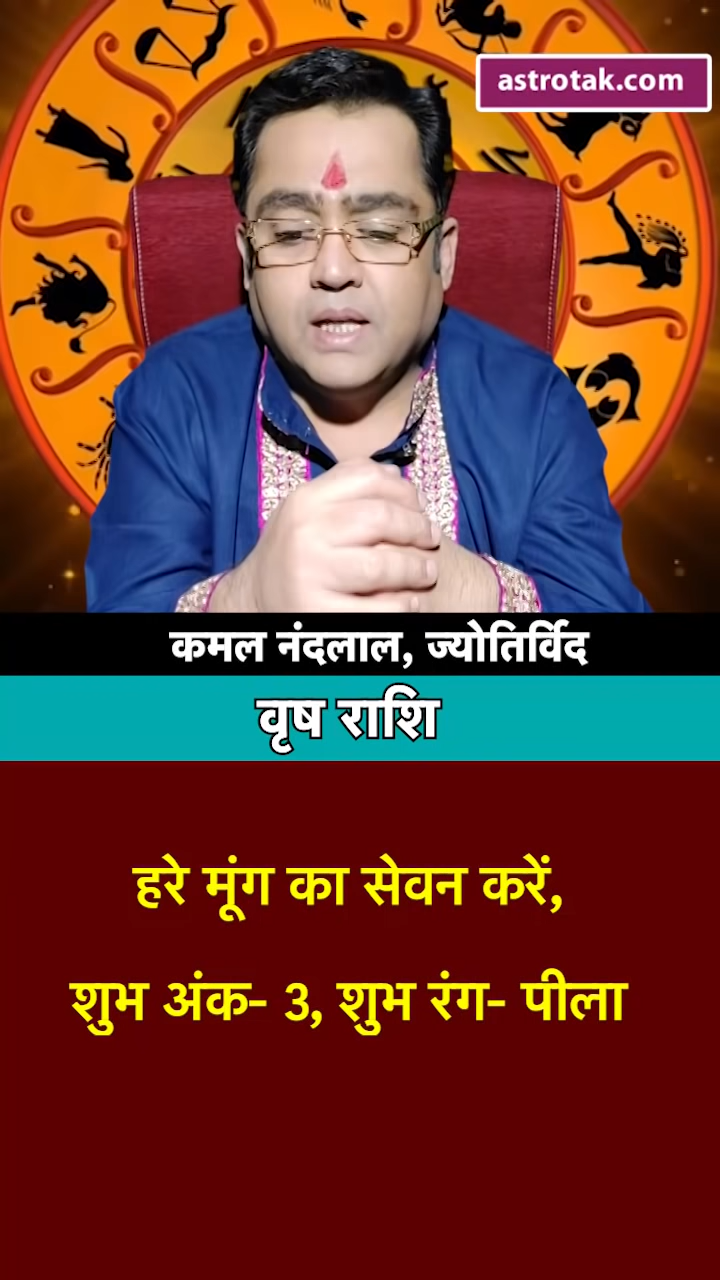 astrotak.com
कमल नंदलाल, ज्योतिर्विद
वृष राशि
हरे मूंग का सेवन करें,
शुभ अंक- 3, शुभ रंग- पीला